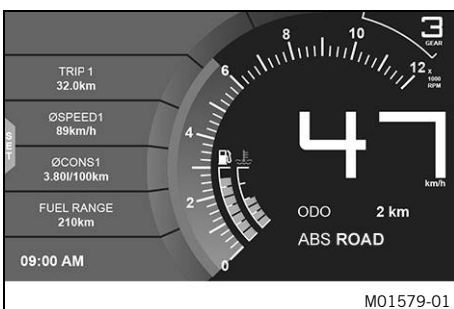 TRIP 1
32.0km
ØSPEED1
89km/h
ØCONS1
3.80l/100km
FUEL RANGE
210km
09:00 AM
SET
0
2
4
6
8
10
12
X
1000
RPM
3
GEAR
47
km/h
ODO 2 km
ABS ROAD
M01579-01